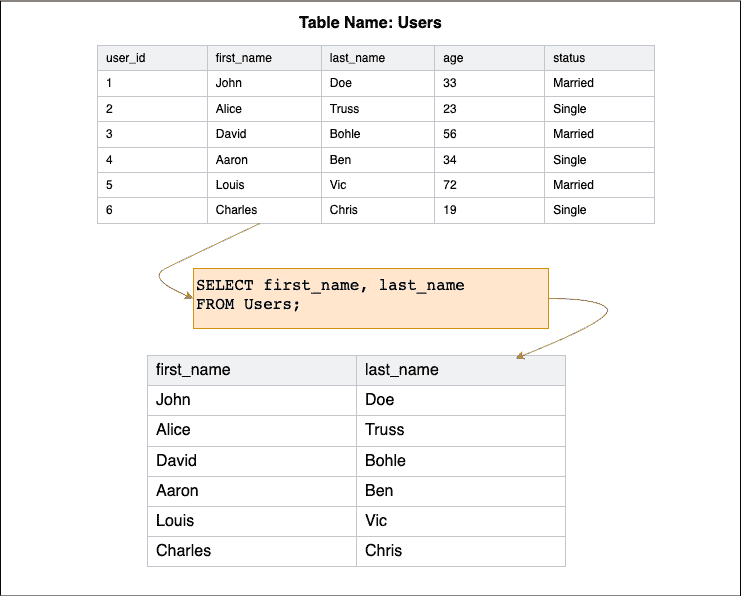 Table Name: Users
user_id first_name last_name age status
1 John Doe 33 Married
2 Alice Truss 23 Single
3 David Bohle 56 Married
4 Aaron Ben 34 Single
5 Louis Vic 72 Married
6 Charles Chris 19 Single
SELECT first_name, last_name
FROM Users;
first_name last_name
John Doe
Alice Truss
David Bohle
Aaron Ben
Louis Vic
Charles Chris